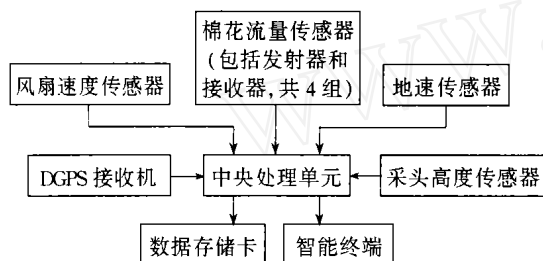 棉花流量传感器
(包括发射器和
接收器,共4组)
风扇速度传感器
地速传感器
DGPS接收机
中央处理单元
采头高度传感器
数据存储卡
智能终端
WWW.